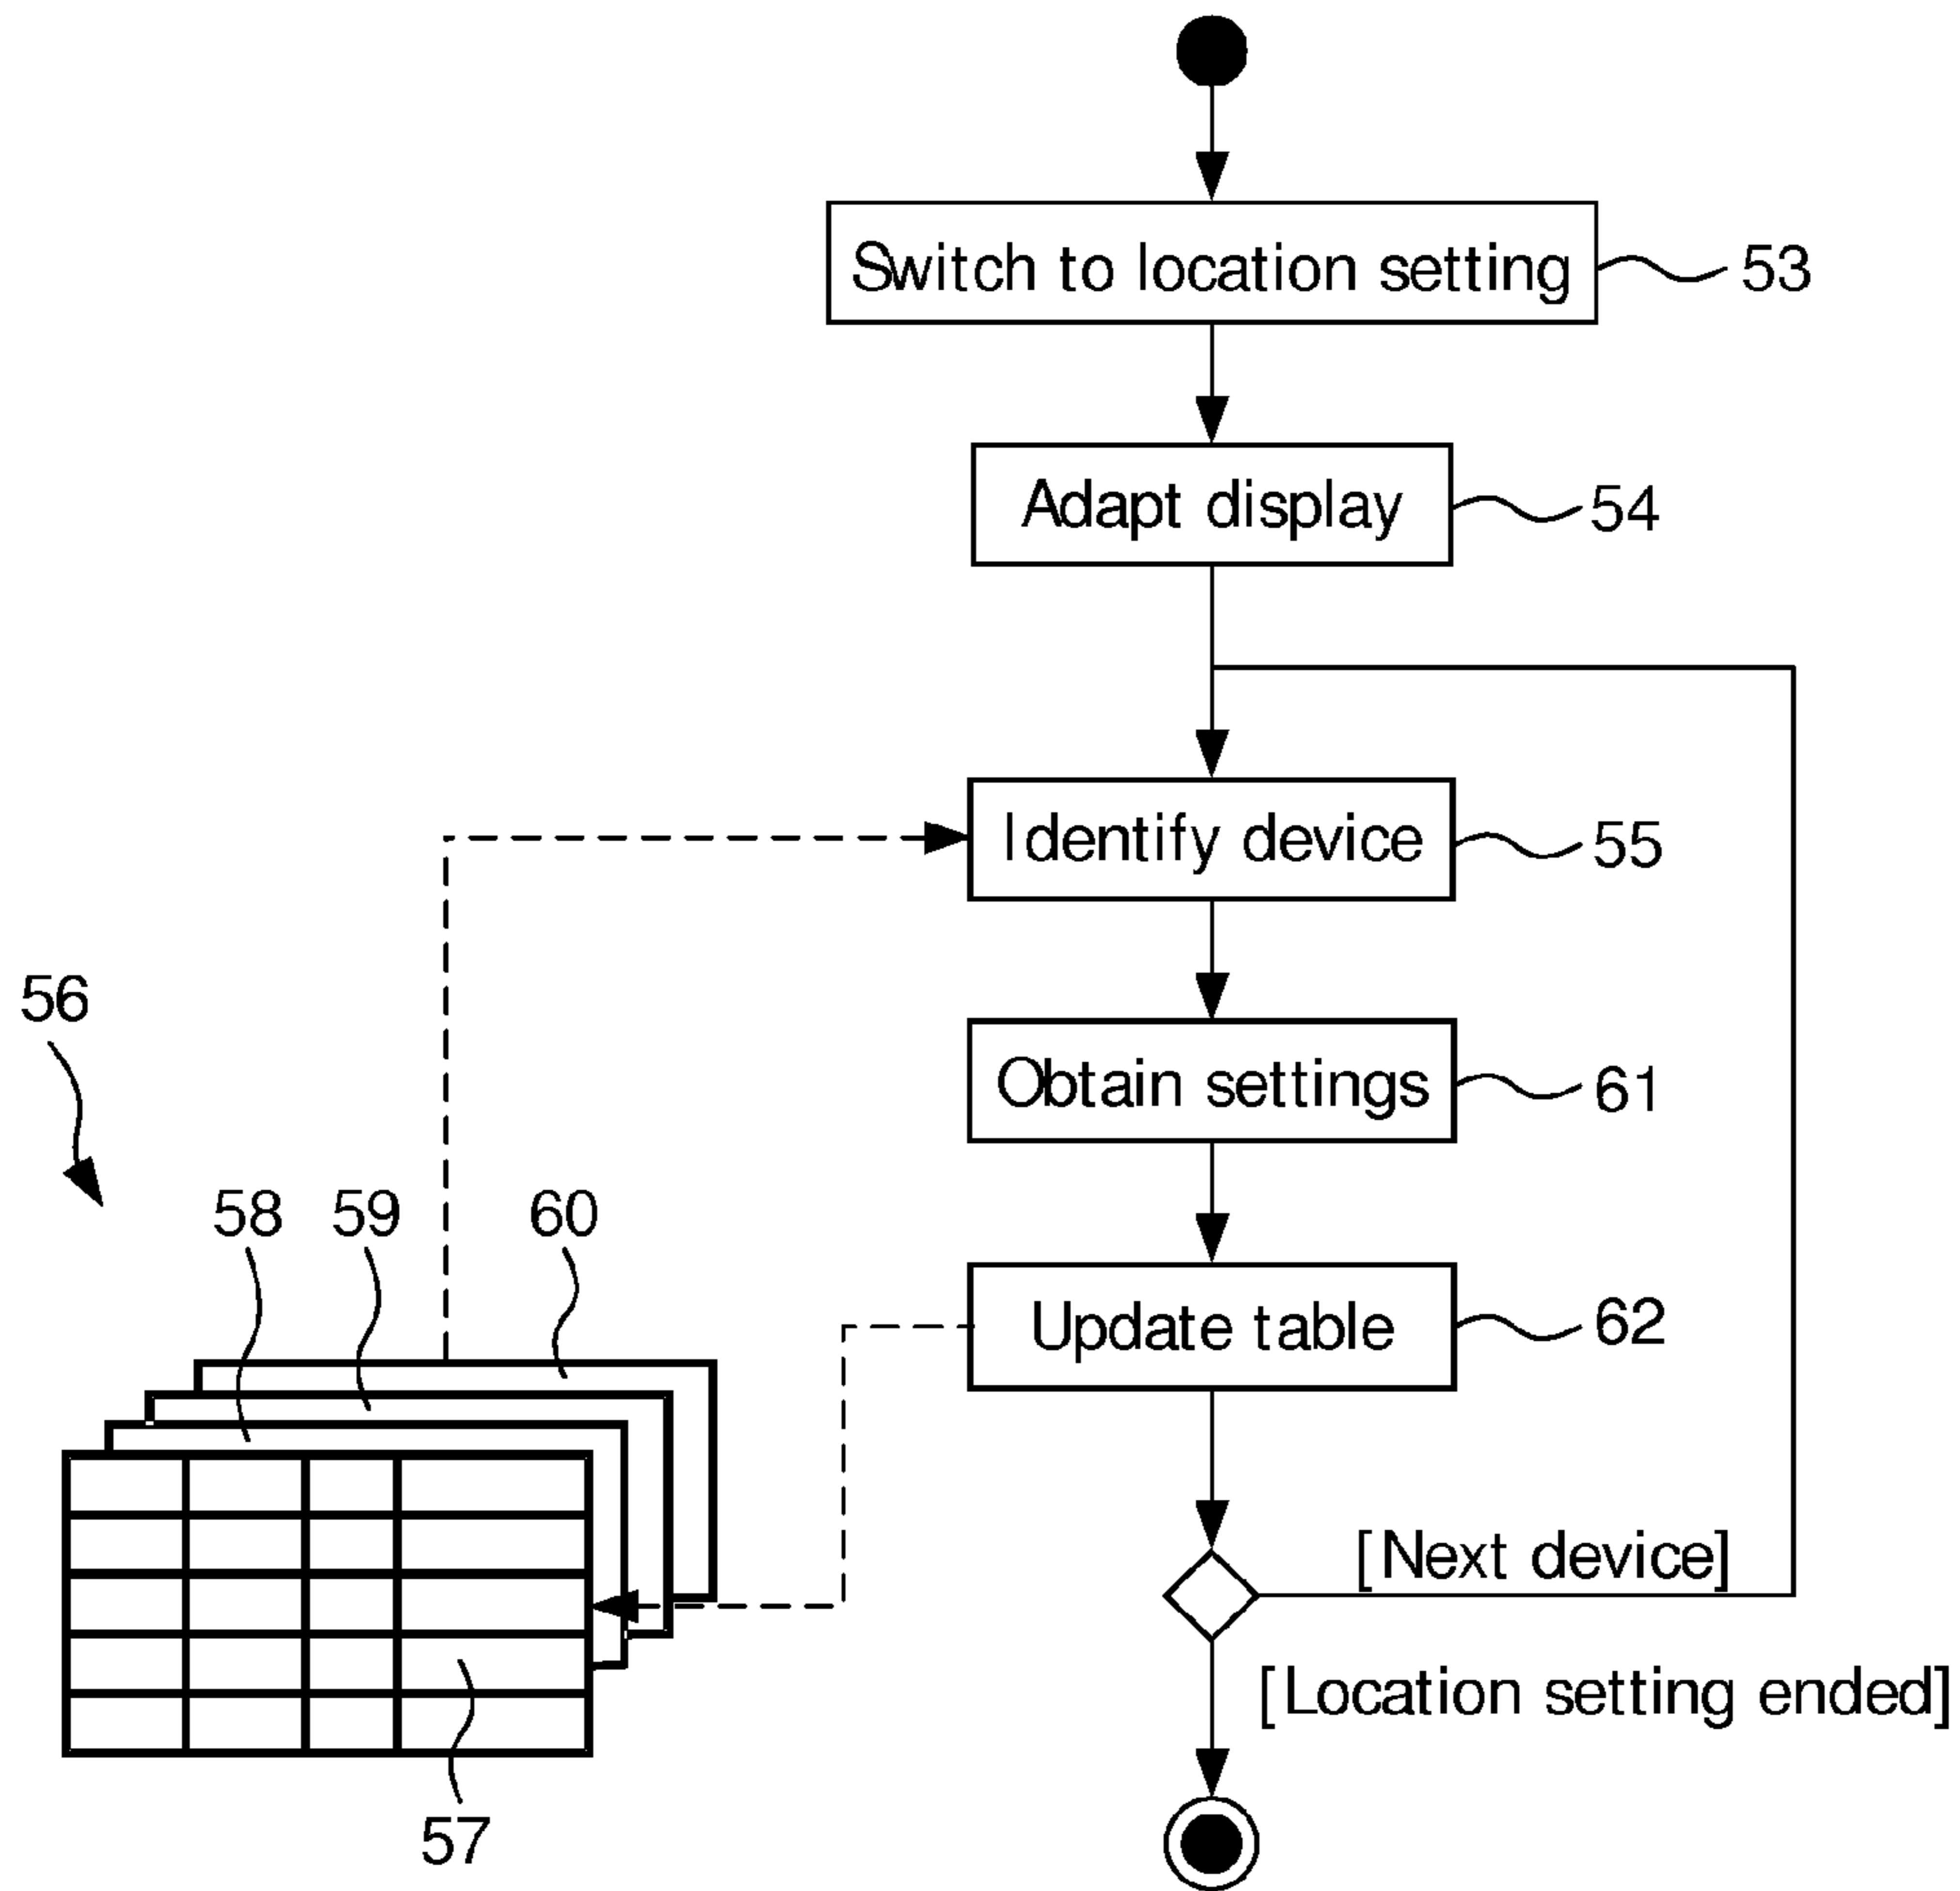 Switch to location setting
53
Adapt display
54
Identify device
55
56
Obtain settings
61
58
59
60
Update table
62
[Next device]
[Location setting ended]
57